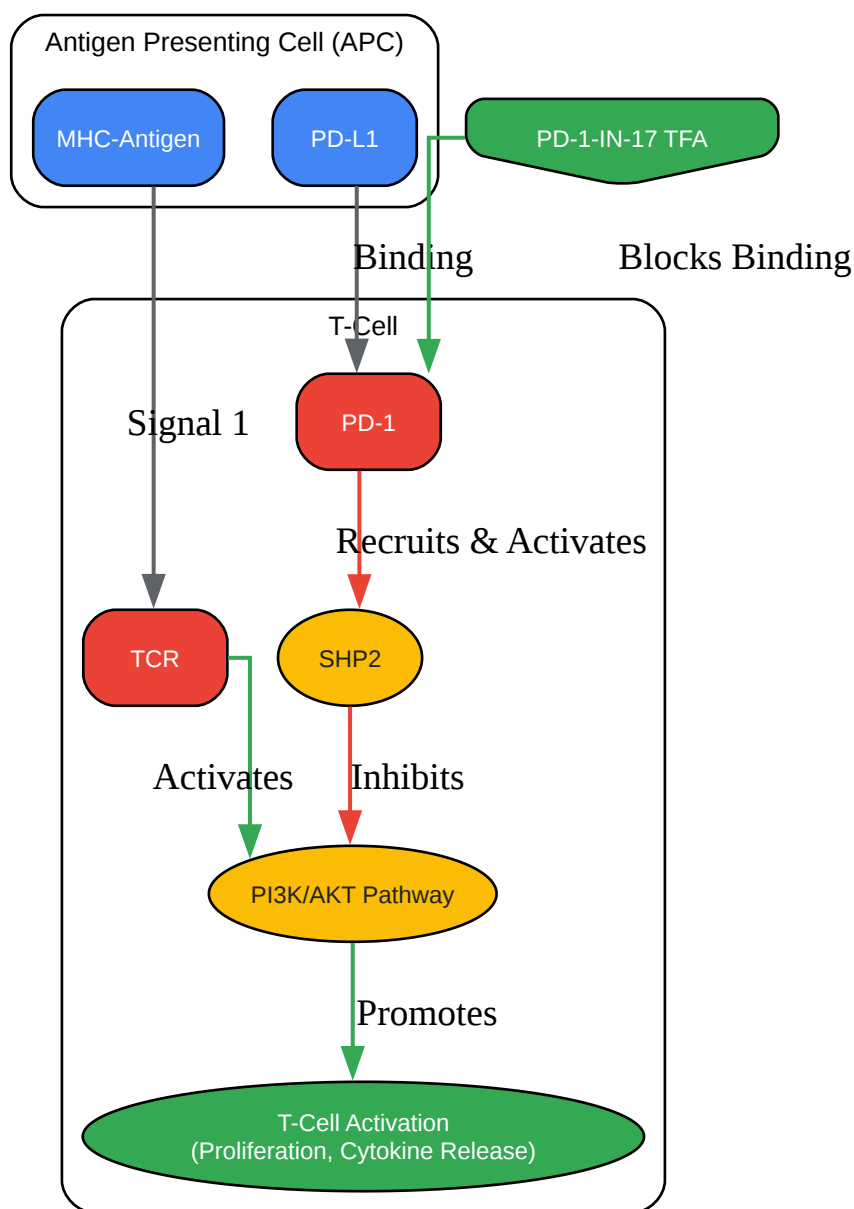 Antigen Presenting Cell (APC)
MHC-Antigen
PD-L1
PD-1-IN-17 TFA
Binding
Blocks Binding
T-Cell
PD-1
Signal 1
Recruits & Activates
TCR
SHP2
Activates
Inhibits
PI3K/AKT Pathway
Promotes
T-Cell Activation
(Proliferation, Cytokine Release)